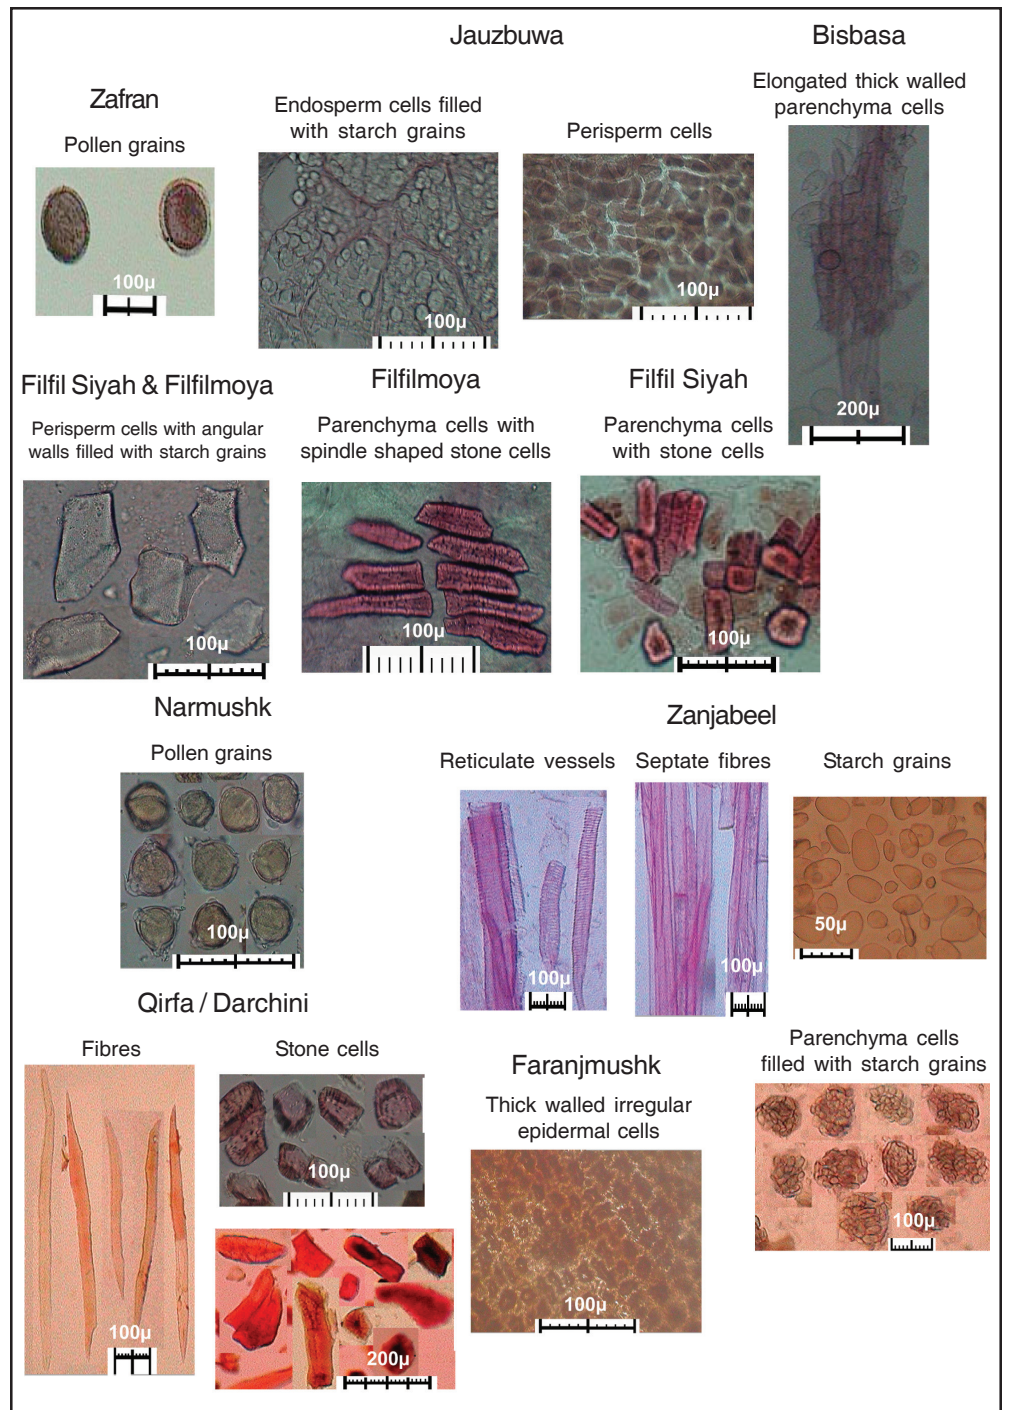 Jauzbuwa
Bisbasa
Zafran
Pollen grains
100µ
Endosperm cells filled
with starch grains
100µ
Perisperm cells
100µ
Elongated thick walled
parenchyma cells
200µ
Filfil Siyah & Filfilmoya
Perisperm cells with angular
walls filled with starch grains
100µ
Filfilmoya
Parenchyma cells with
spindle shaped stone cells
100µ
Filfil Siyah
Parenchyma cells
with stone cells
100µ
Narmushk
Pollen grains
100µ
Zanjabeel
Reticulate vessels
100µ
Septate fibres
100µ
Starch grains
50µ
Qirfa / Darchini
Fibres
100µ
Stone cells
100µ
200µ
Faranjmushk
Thick walled irregular
epidermal cells
100µ
Parenchyma cells
filled with starch grains
100µ